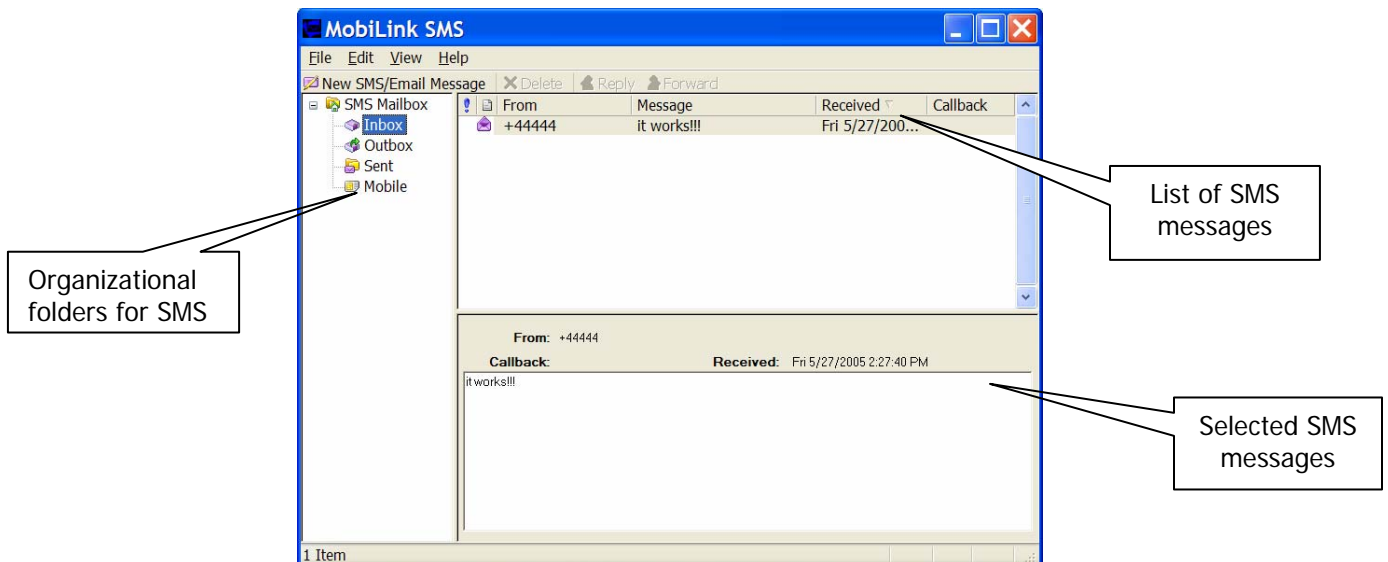 MobiLink SMS
File Edit View Help
New SMS/Email Message Delete Reply Forward
SMS Mailbox
Inbox
Outbox
Sent
Mobile
! From Message Received Callback
+44444 it works!!! Fri 5/27/200...
List of SMS
messages
Organizational
folders for SMS
From: +44444
Callback: Received: Fri 5/27/2005 2:27:40 PM
it works!!!
Selected SMS
messages
1 Item